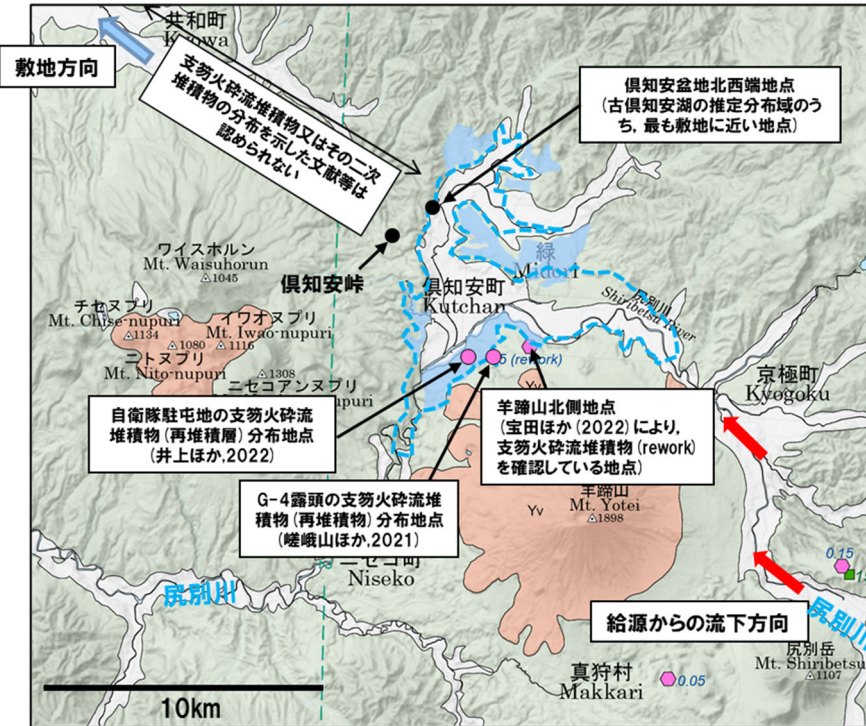 共和町
Kyowa
敷地方向
支笏火砕流堆積物又はその二次
堆積物の分布を示した文献等は
認められない
倶知安盆地北西端地点
(古倶知安湖の推定分布域のう
ち，最も敷地に近い地点)
ワイスホルン
Mt. Waisuhorun
△1045
倶知安峠
緑
Midori
倶知安町
Kutchan
尻別川
Shiribetsu River
チセヌプリ
Mt. Chise-nupuri
△1134
イワオヌプリ
Mt. Iwao-nupuri
△1080
△1116
ニトヌプリ
Mt. Nito-nupuri
△1308
ニセコアンヌプリ
5 (rework)
京極町
Kyogoku
Yv
自衛隊駐屯地の支笏火砕流
堆積物(再堆積層)分布地点
(井上ほか,2022)
羊蹄山北側地点
(宝田ほか(2022)により，
支笏火砕流堆積物(rework)
を確認している地点)
G-4露頭の支笏火砕流堆
積物(再堆積物)分布地点
(嵯峨山ほか,2021)
羊蹄山
Mt. Yotei
△1898
Yv
ニセコ町
Niseko
尻別川
0.15
給源からの流下方向
尻別川
尻別岳
Mt. Shiribetsu
△1107
真狩村
Makkari
0.05
10km